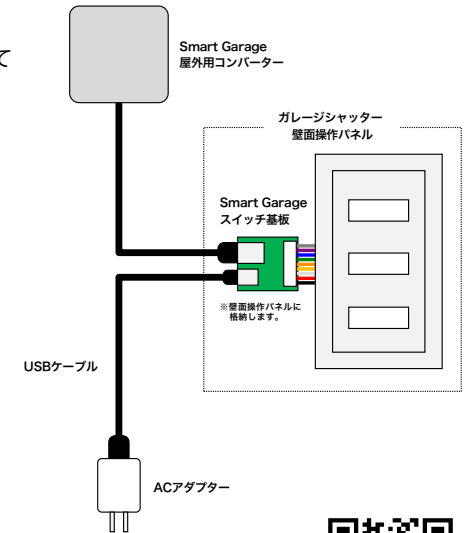 て
Smart Garage
屋外用コンバーター
ガレージシャッター
壁面操作パネル
Smart Garage
スイッチ基板
※壁面操作パネルに
格納します。
USBケーブル
ACアダプター